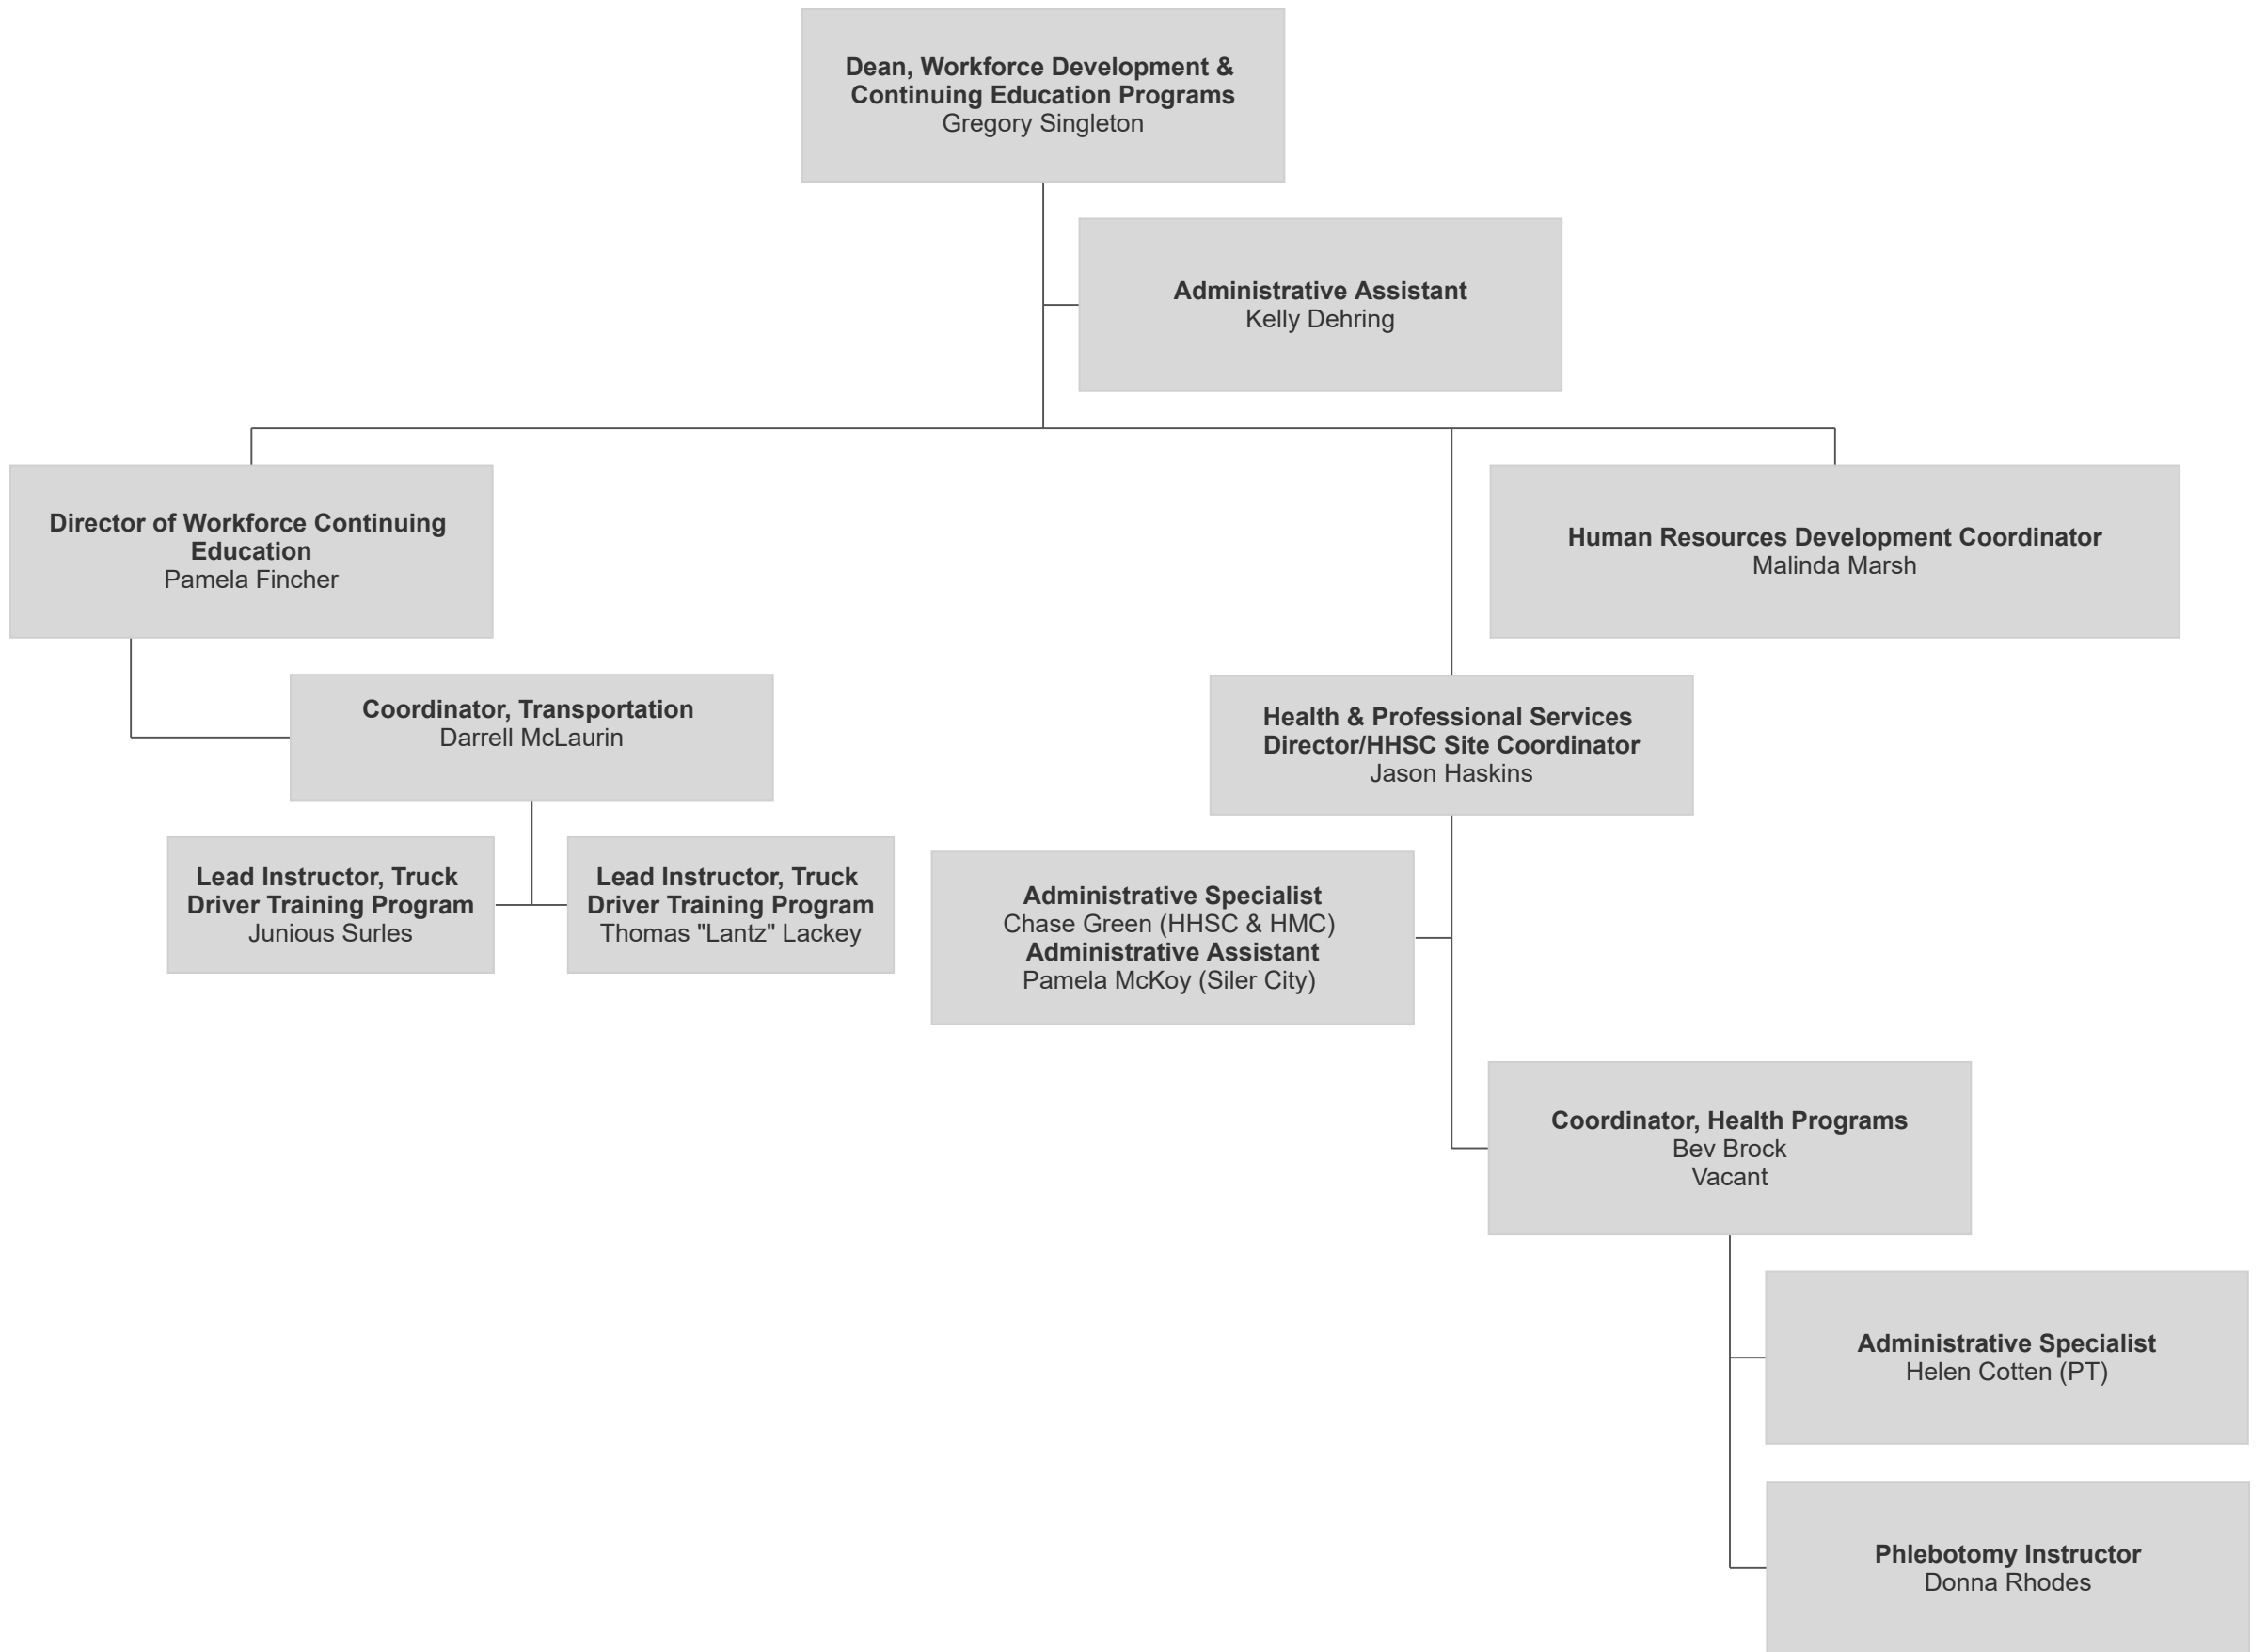 Dean, Workforce Development &
Continuing Education Programs
Gregory Singleton
Administrative Assistant
Kelly Dehring
Director of Workforce Continuing
Education
Pamela Fincher
Human Resources Development Coordinator
Malinda Marsh
Coordinator, Transportation
Darrell McLaurin
Health & Professional Services
Director/HHSC Site Coordinator
Jason Haskins
Lead Instructor, Truck
Driver Training Program
Junious Surles
Lead Instructor, Truck
Driver Training Program
Thomas "Lantz" Lackey
Administrative Specialist
Chase Green (HHSC & HMC)
Administrative Assistant
Pamela McKoy (Siler City)
Coordinator, Health Programs
Bev Brock
Vacant
Administrative Specialist
Helen Cotten (PT)
Phlebotomy Instructor
Donna Rhodes